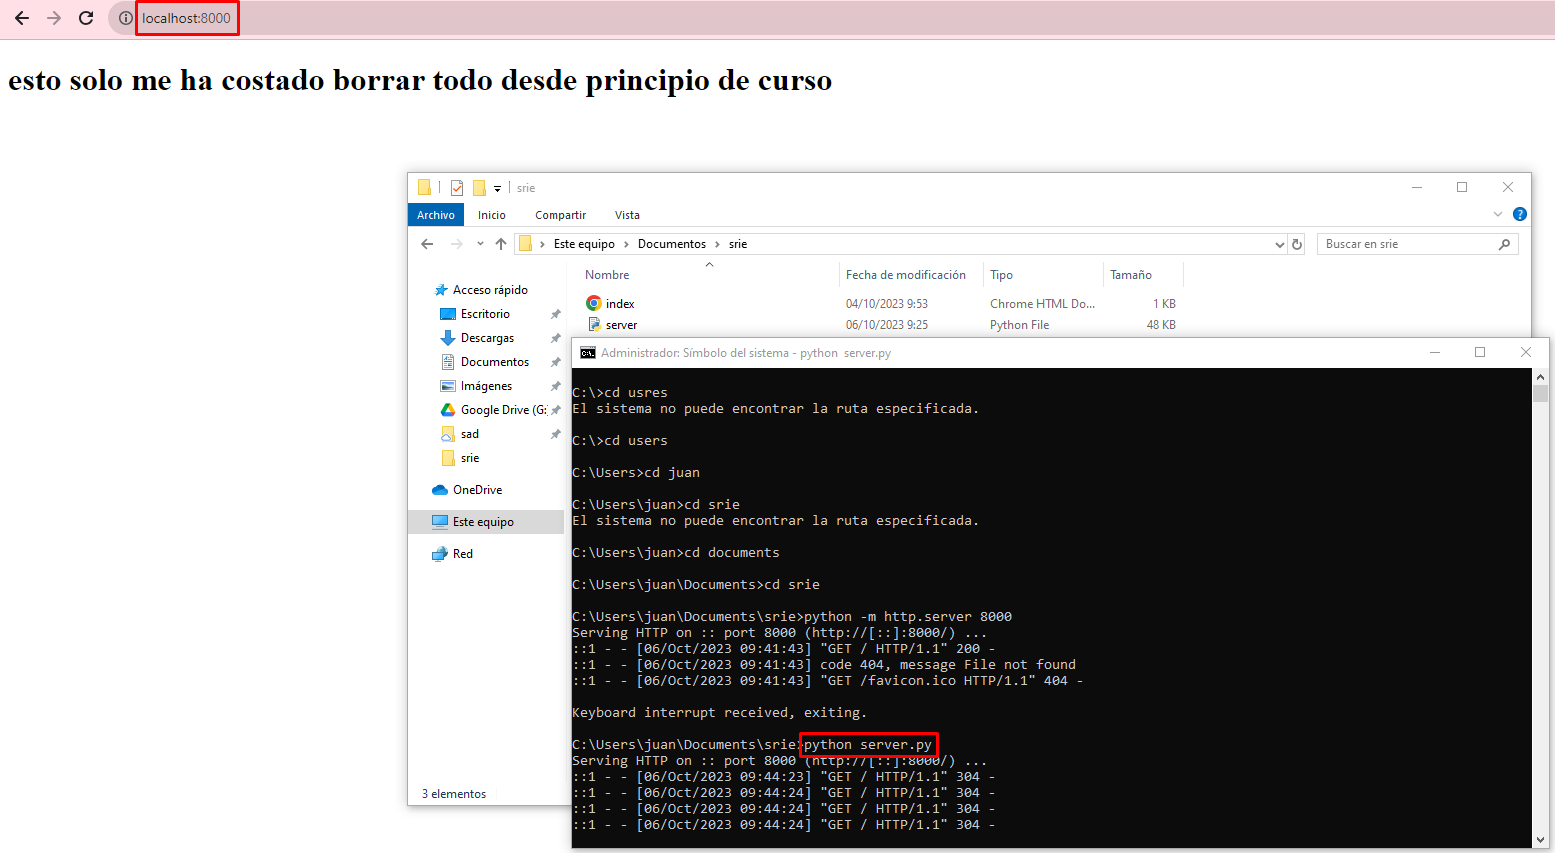 localhost:8000
esto solo me ha costado borrar todo desde principio de curso
srie
Archivo Inicio Compartir Vista
Este equipo Documentos srie
Buscar en srie
Nombre Fecha de modificación Tipo Tamaño
index 04/10/2023 9:53 Chrome HTML Do... 1 KB
server 06/10/2023 9:25 Python File 48 KB
Acceso rápido
Escritorio
Descargas
Documentos
Imágenes
Google Drive (G:
sad
srie
OneDrive
Este equipo
Red
3 elementos
Administrador: Símbolo del sistema - python server.py
C:\>cd usres
El sistema no puede encontrar la ruta especificada.
C:\>cd users
C:\Users>cd juan
C:\Users\juan>cd srie
El sistema no puede encontrar la ruta especificada.
C:\Users\juan>cd documents
C:\Users\juan\Documents>cd srie
C:\Users\juan\Documents\srie>python -m http.server 8000
Serving HTTP on :: port 8000 (http://[::]:8000/) ...
::1 - - [06/Oct/2023 09:41:43] "GET / HTTP/1.1" 200 -
::1 - - [06/Oct/2023 09:41:43] code 404, message File not found
::1 - - [06/Oct/2023 09:41:43] "GET /favicon.ico HTTP/1.1" 404 -
Keyboard interrupt received, exiting.
C:\Users\juan\Documents\srie>python server.py
Serving HTTP on :: port 8000 (http://[::]:8000/) ...
::1 - - [06/Oct/2023 09:44:23] "GET / HTTP/1.1" 304 -
::1 - - [06/Oct/2023 09:44:24] "GET / HTTP/1.1" 304 -
::1 - - [06/Oct/2023 09:44:24] "GET / HTTP/1.1" 304 -
::1 - - [06/Oct/2023 09:44:24] "GET / HTTP/1.1" 304 -